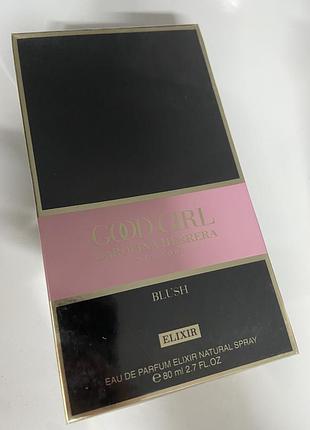 GOOD GIRL
CAROLINA HERRERA
BLUSH
ELIXIR
EAU DE PARFUM ELIXIR NATURAL SPRAY
℮ 80 ml 2.7 FL.OZ